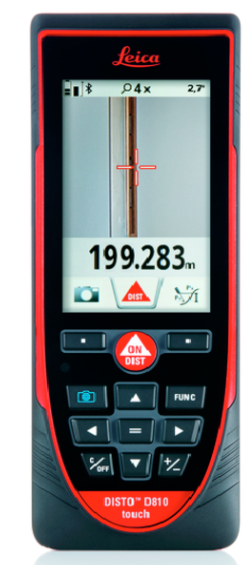 Leica
4x 2,7°
199.283m
DIST
ON
DIST
FUNC
=
C/OFF
+/-
DISTO™ D810
touch